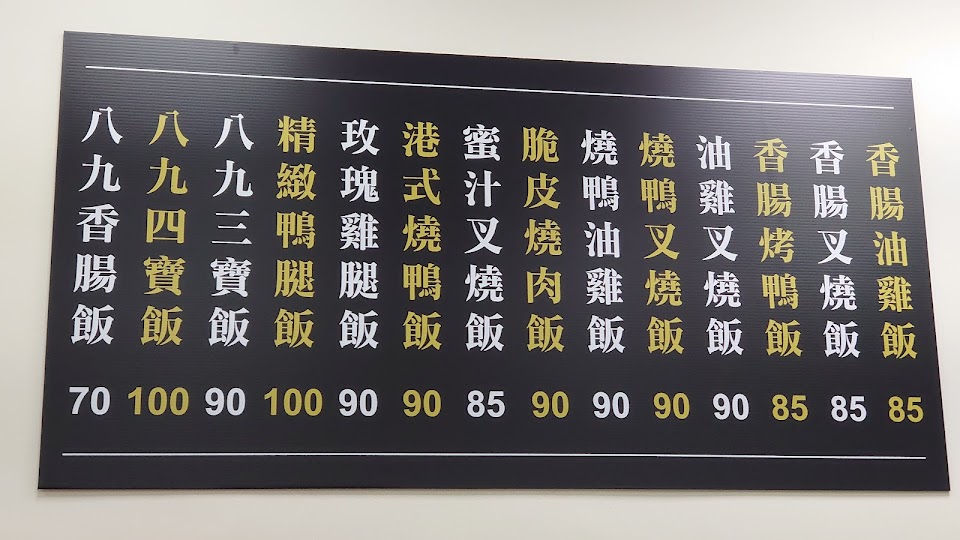 香腸油雞飯 85
香腸叉燒飯 85
香腸烤鴨飯 85
油雞叉燒飯 90
燒鴨叉燒飯 90
燒鴨油雞飯 90
脆皮燒肉飯 90
蜜汁叉燒飯 85
港式燒鴨飯 90
玫瑰雞腿飯 90
精緻鴨腿飯 100
八九三寶飯 90
八九四寶飯 100
八九香腸飯 70